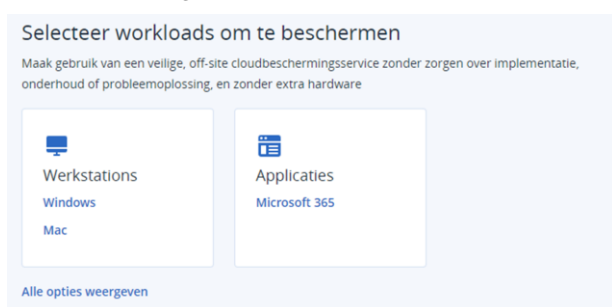 Selecteer workloads om te beschermen
Maak gebruik van een veilige, off-site cloudbeschermingsservice zonder zorgen over implementatie,
onderhoud of probleemoplossing, en zonder extra hardware
Werkstations
Windows
Mac
Applicaties
Microsoft 365
Alle opties weergeven